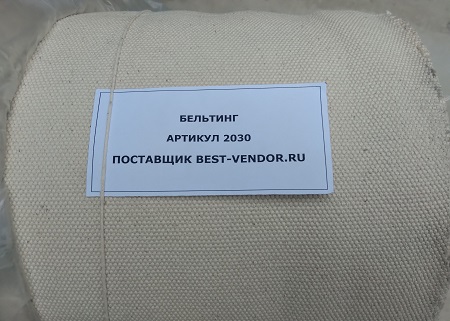 БЕЛЬТИНГ
АРТИКУЛ 2030
ПОСТАВЩИК BEST-VENDOR.RU